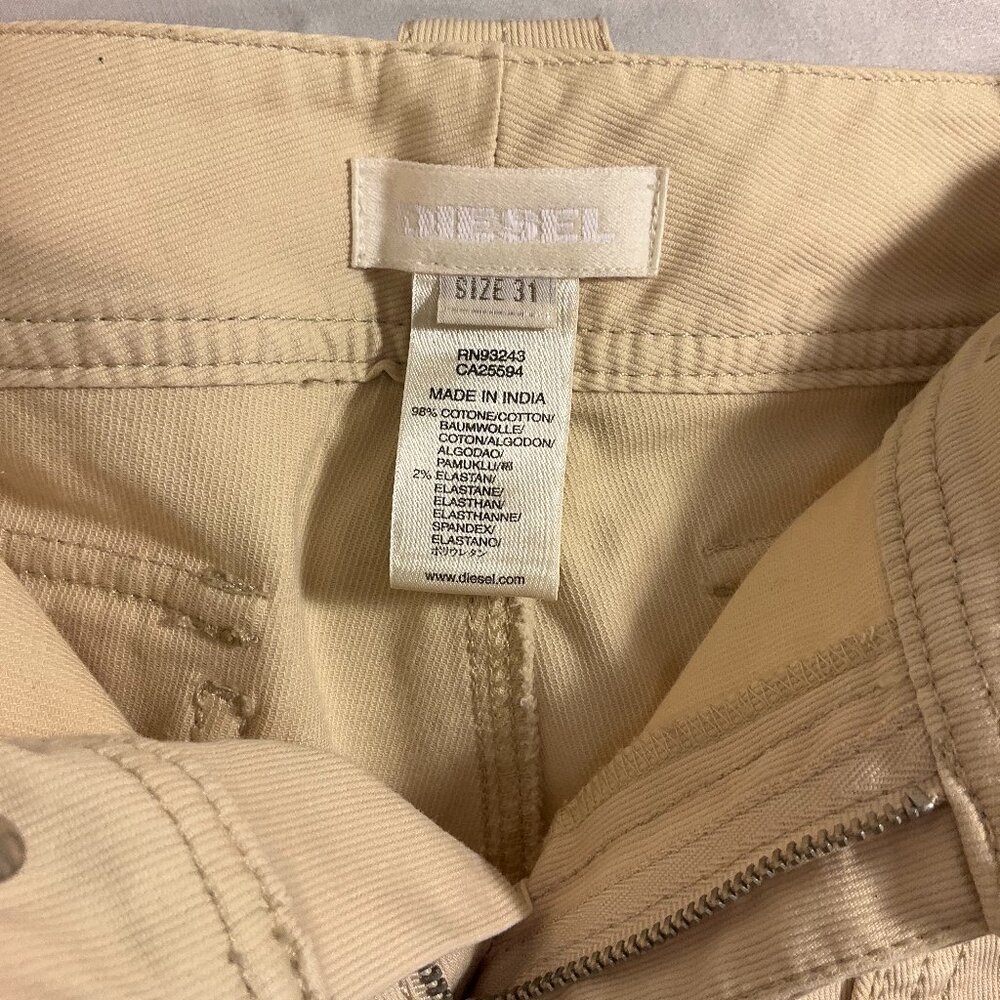 DIESEL
SIZE 31
RN93243
CA25594
MADE IN INDIA
98% COTONE/COTTON/
BAUMWOLLE/
COTON/ALGODON/
ALGODAO/
PAMUKLU/綿
2% ELASTAN/
ELASTANE/
ELASTHAN/
ELASTHANNE/
SPANDEX/
ELASTANO/
ポリウレタン
www.diesel.com